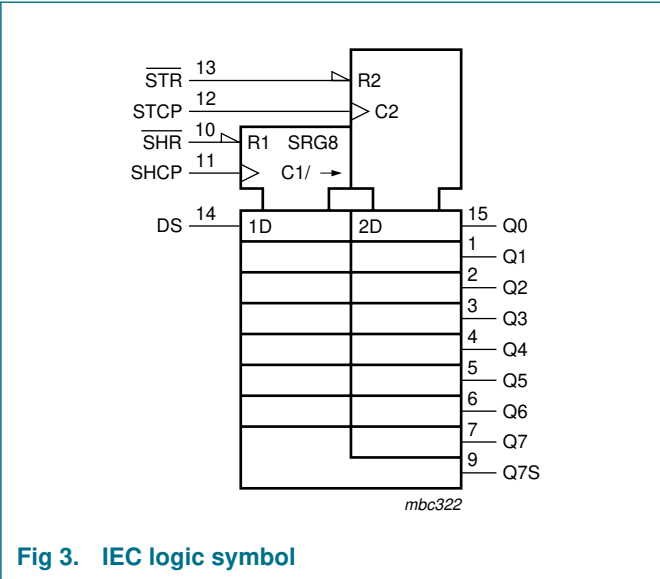 S̅T̅R̅ 13 R2
STCP 12 C2
S̅H̅R̅ 10 R1 SRG8
SHCP 11 C1/ →
DS 14 1D 2D 15 Q0
1 Q1
2 Q2
3 Q3
4 Q4
5 Q5
6 Q6
7 Q7
9 Q7S
mbc322
Fig 3. IEC logic symbol